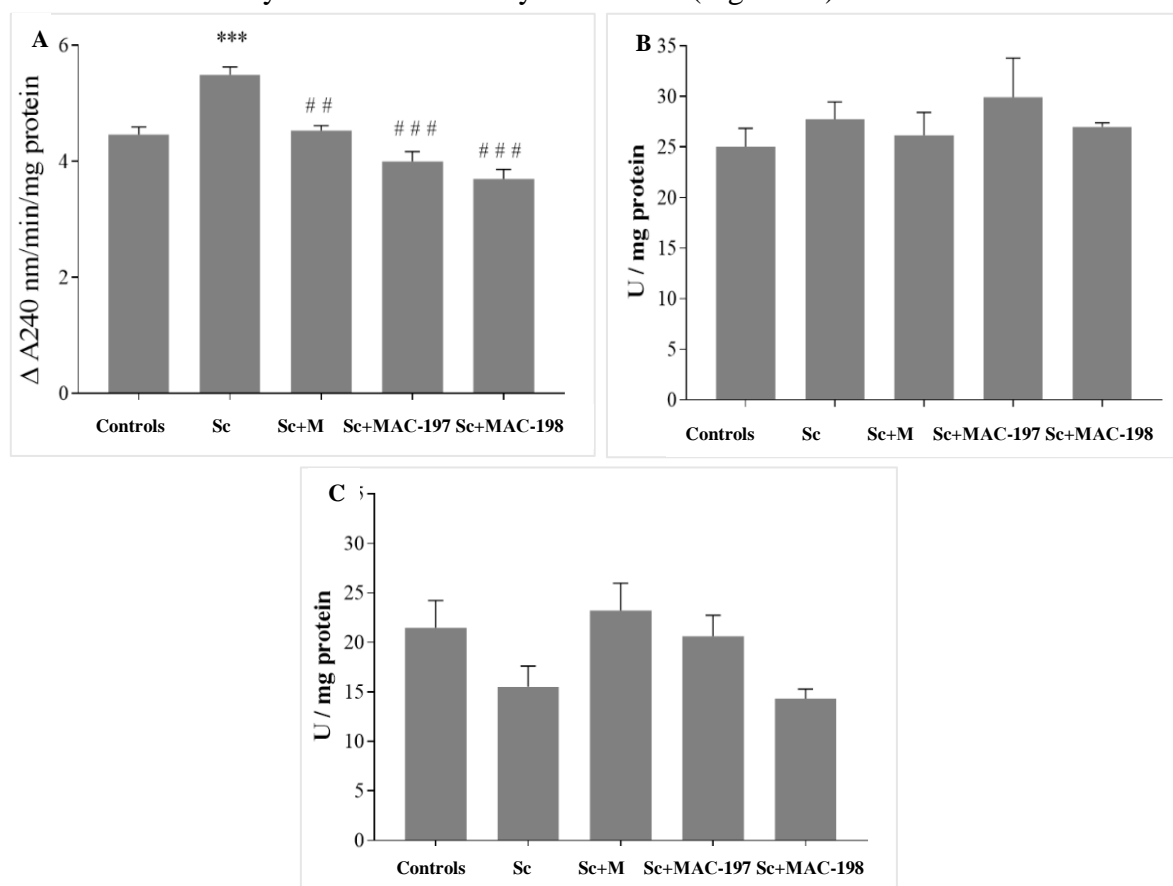 A
Δ A240 nm/min/mg protein
6
4
2
0
***
# #
# # #
# # #
Controls Sc Sc+M Sc+MAC-197 Sc+MAC-198
B
U / mg protein
35
30
25
20
15
10
5
0
Controls Sc Sc+M Sc+MAC-197 Sc+MAC-198
C
U / mg protein
30
25
20
15
10
5
0
Controls Sc Sc+M Sc+MAC-197 Sc+MAC-198